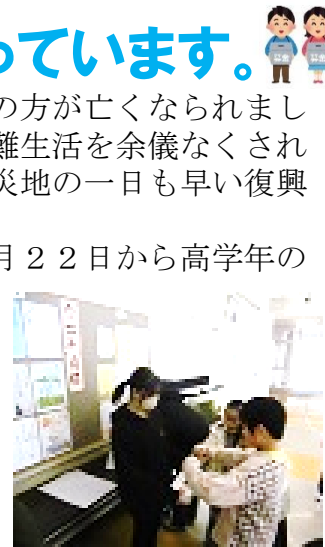 っています。
の方が亡くなられまし
難生活を余儀なくされ
災地の一日も早い復興
月２２日から高学年の